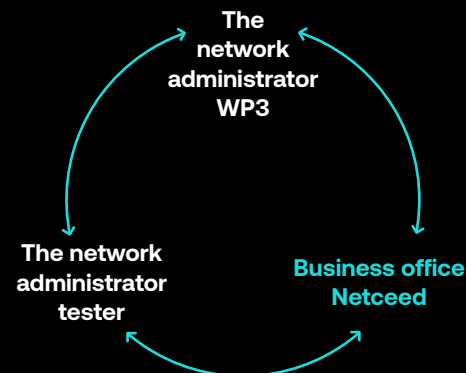 The
network
administrator
WP3
The network
administrator
tester
Business office
Netceed